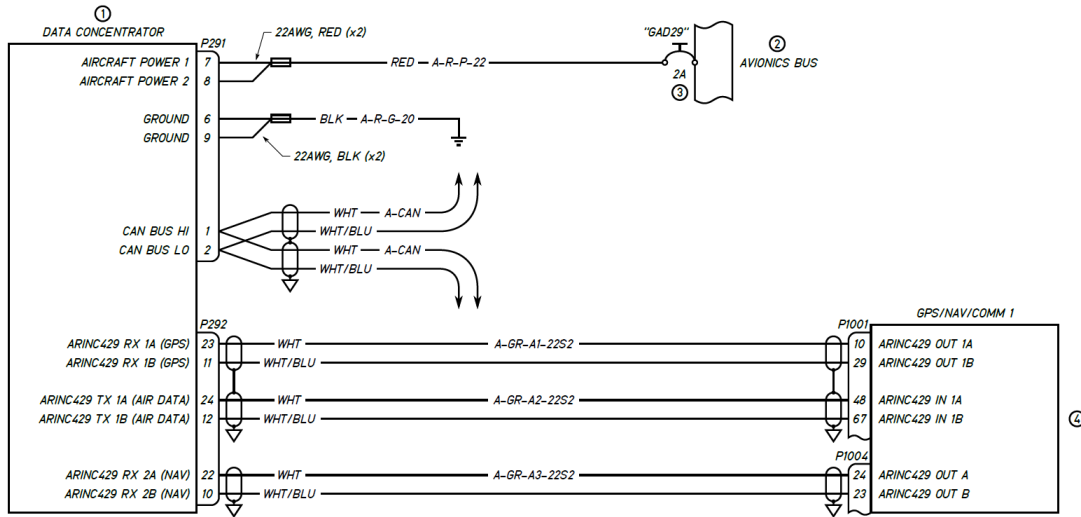 1
DATA CONCENTRATOR
P291
22AWG, RED (x2)
"GAD29"
2
AVIONICS BUS
AIRCRAFT POWER 1 7 RED A-R-P-22
AIRCRAFT POWER 2 8
2A
3
GROUND 6 BLK A-R-G-20
GROUND 9
22AWG, BLK (x2)
WHT A-CAN
CAN BUS HI 1 WHT/BLU
CAN BUS LO 2 WHT A-CAN
WHT/BLU
GPS/NAV/COMM 1
P292 P1001
ARINC429 RX 1A (GPS) 23 WHT A-GR-A1-22S2 10 ARINC429 OUT 1A
ARINC429 RX 1B (GPS) 11 WHT/BLU 29 ARINC429 OUT 1B
ARINC429 TX 1A (AIR DATA) 24 WHT A-GR-A2-22S2 48 ARINC429 IN 1A
ARINC429 TX 1B (AIR DATA) 12 WHT/BLU 67 ARINC429 IN 1B
4
P1004
ARINC429 RX 2A (NAV) 22 WHT A-GR-A3-22S2 24 ARINC429 OUT A
ARINC429 RX 2B (NAV) 10 WHT/BLU 23 ARINC429 OUT B